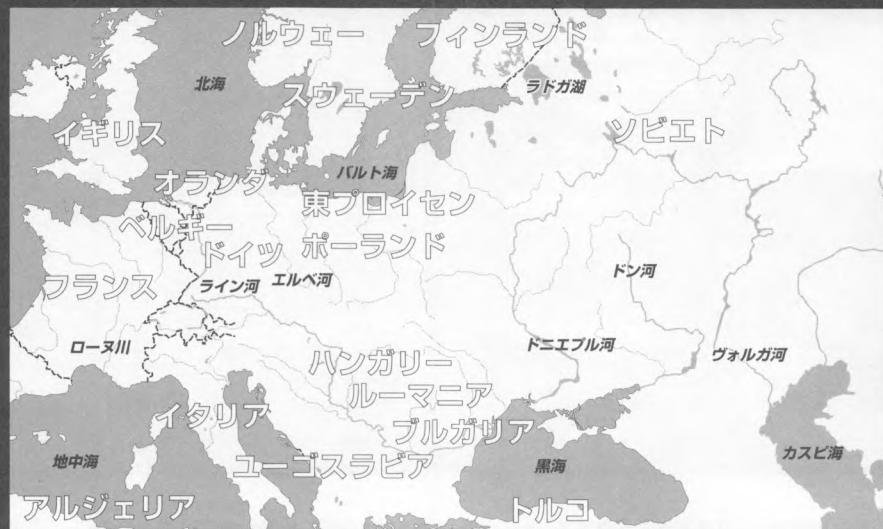 ノルウェー
フィンランド
北海
ラドガ湖
スウェーデン
イギリス
ソビエト
バルト海
オランダ
東プロイセン
ベルギー
ドイツ
ポーランド
フランス
ライン河
エルベ河
ドン河
ローヌ川
ドニエプル河
ヴォルガ河
ハンガリー
ルーマニア
イタリア
ブルガリア
地中海
ユーゴスラビア
黒海
カスピ海
アルジェリア
トルコ